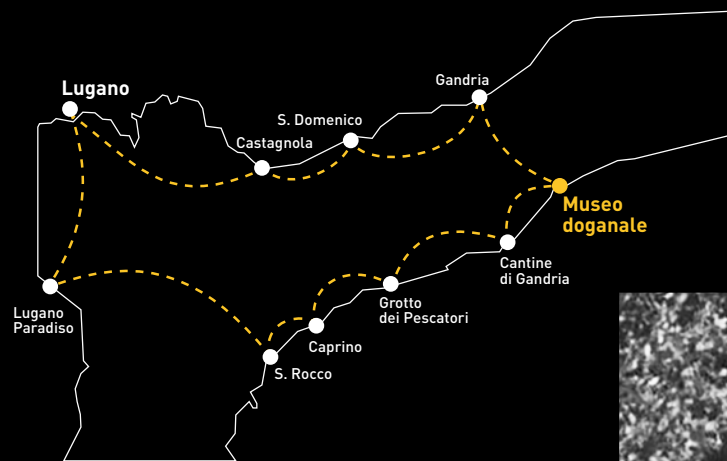 Lugano
Gandria
S. Domenico
Castagnola
Museo
doganale
Cantine
di Gandria
Grotto
dei Pescatori
Lugano
Paradiso
Caprino
S. Rocco